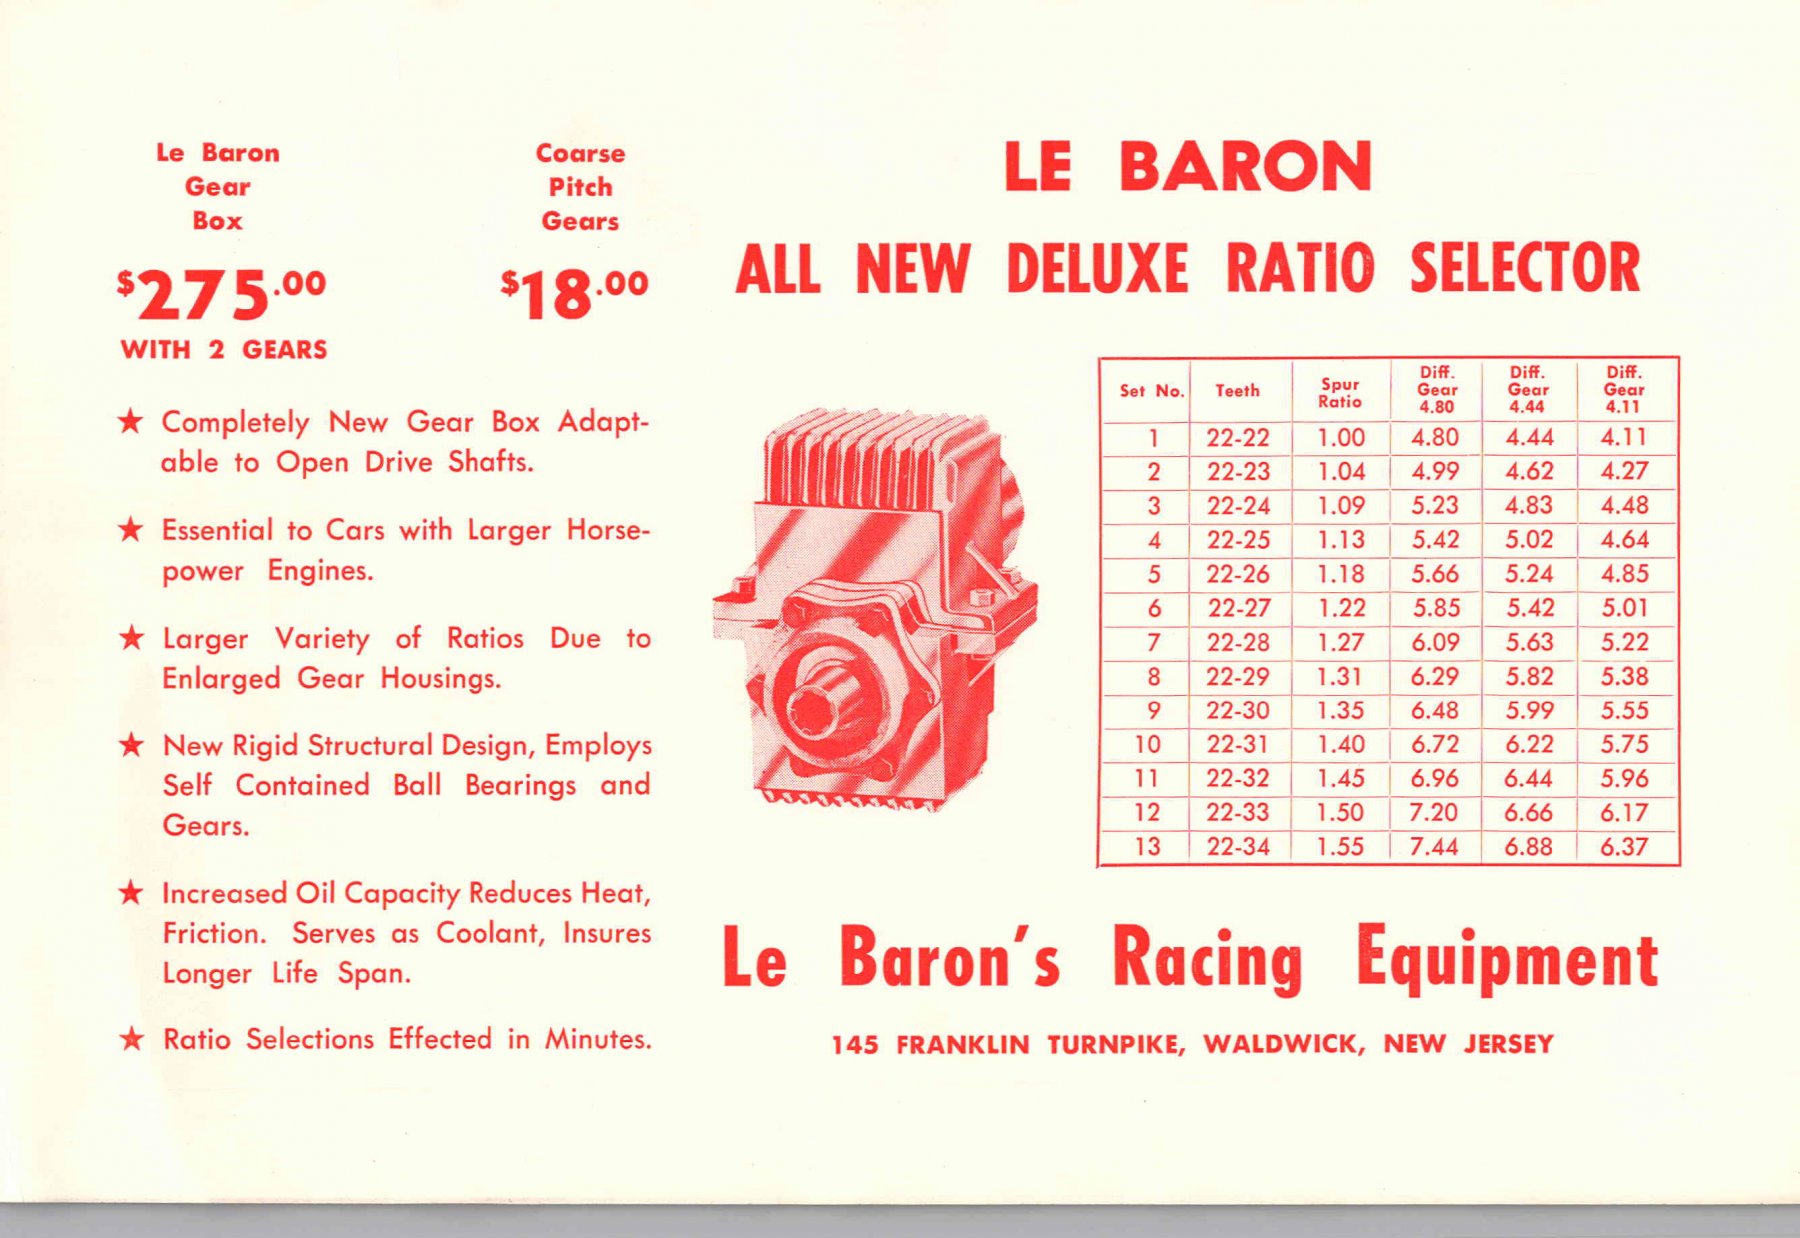 Le Baron
Gear
Box
$275.00
WITH 2 GEARS
Coarse
Pitch
Gears
$18.00
★ Completely New Gear Box Adapt-
able to Open Drive Shafts.
★ Essential to Cars with Larger Horse-
power Engines.
★ Larger Variety of Ratios Due to
Enlarged Gear Housings.
★ New Rigid Structural Design, Employs
Self Contained Ball Bearings and
Gears.
★ Increased Oil Capacity Reduces Heat,
Friction. Serves as Coolant, Insures
Longer Life Span.
★ Ratio Selections Effected in Minutes.
LE BARON
ALL NEW DELUXE RATIO SELECTOR
Set No. Teeth Spur Ratio Diff. Gear 4.80 Diff. Gear 4.44 Diff. Gear 4.11
1 22-22 1.00 4.80 4.44 4.11
2 22-23 1.04 4.99 4.62 4.27
3 22-24 1.09 5.23 4.83 4.48
4 22-25 1.13 5.42 5.02 4.64
5 22-26 1.18 5.66 5.24 4.85
6 22-27 1.22 5.85 5.42 5.01
7 22-28 1.27 6.09 5.63 5.22
8 22-29 1.31 6.29 5.82 5.38
9 22-30 1.35 6.48 5.99 5.55
10 22-31 1.40 6.72 6.22 5.75
11 22-32 1.45 6.96 6.44 5.96
12 22-33 1.50 7.20 6.66 6.17
13 22-34 1.55 7.44 6.88 6.37
Le Baron's Racing Equipment
145 FRANKLIN TURNPIKE, WALDWICK, NEW JERSEY